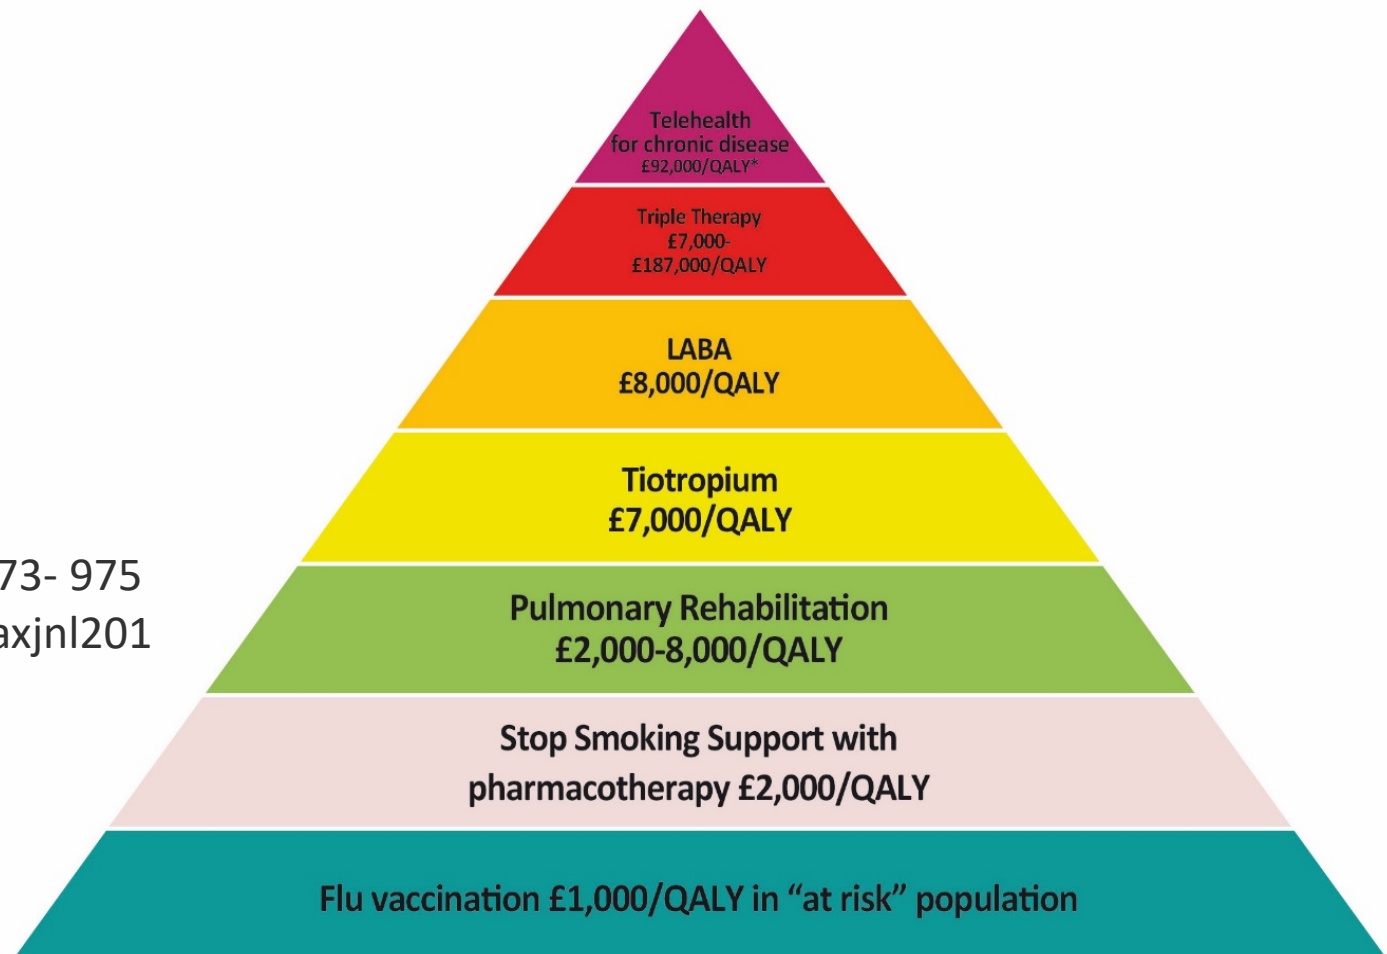 Telehealth
for chronic disease
£92,000/QALY*
Triple Therapy
£7,000-
£187,000/QALY
LABA
£8,000/QALY
Tiotropium
£7,000/QALY
73- 975
axjnl201
Pulmonary Rehabilitation
£2,000-8,000/QALY
Stop Smoking Support with
pharmacotherapy £2,000/QALY
Flu vaccination £1,000/QALY in “at risk” population